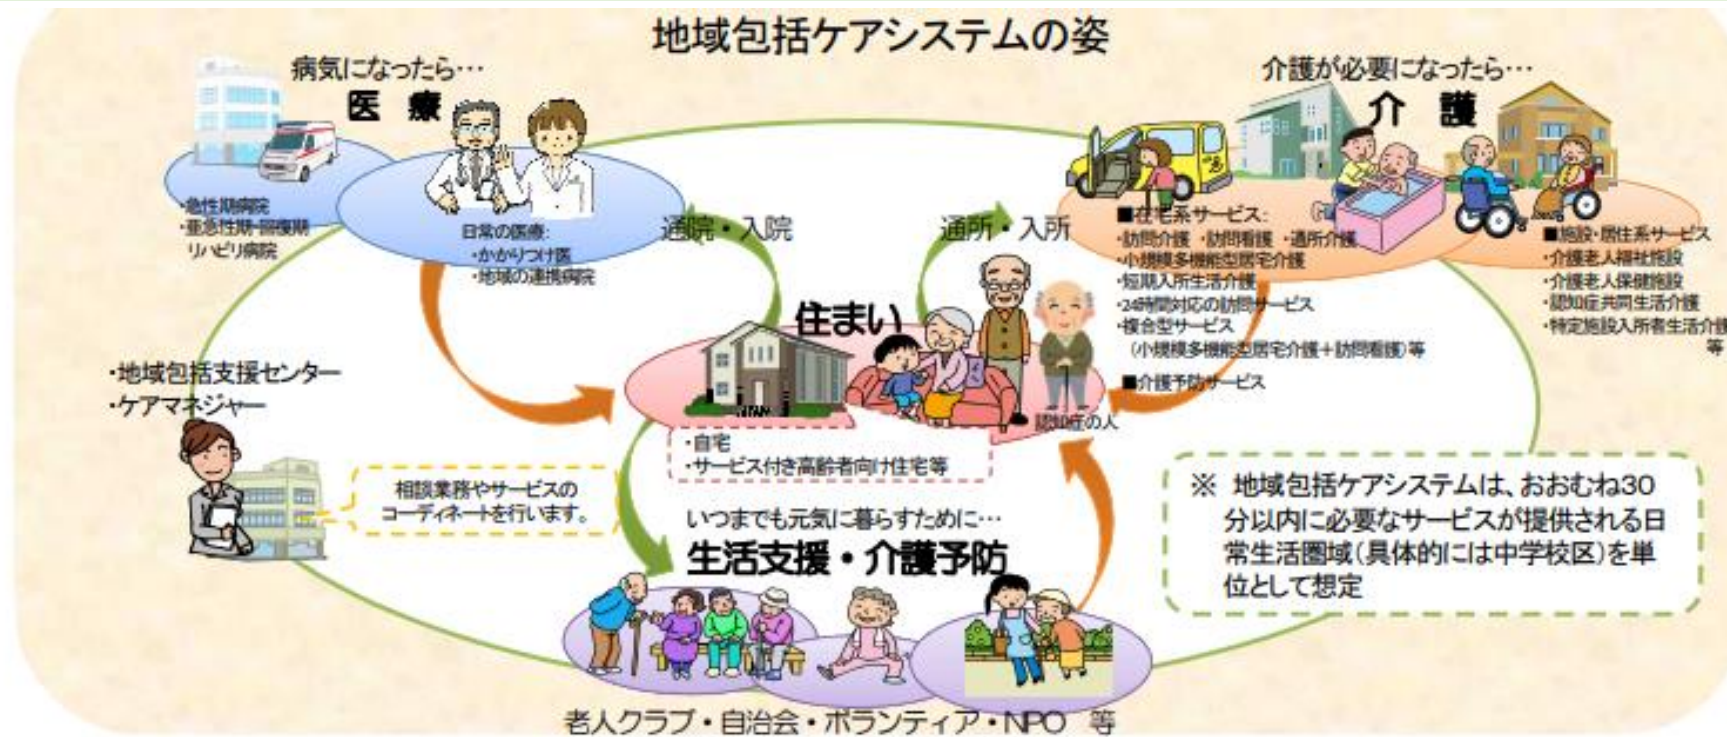 地域包括ケアシステムの姿
病気になったら…
医 療
・急性期病院
・亜急性期・回復期
リハビリ病院
日常の医療:
・かかりつけ医
・地域の連携病院
通院・入院
通所・入所
介護が必要になったら…
介 護
■在宅系サービス:
・訪問介護 ・訪問看護 ・通所介護
・小規模多機能型居宅介護
・短期入所生活介護
・24時間対応の訪問サービス
・複合型サービス
(小規模多機能型居宅介護+訪問看護)等
■介護予防サービス
■施設・居住系サービス
・介護老人福祉施設
・介護老人保健施設
・認知症共同生活介護
・特定施設入所者生活介護
等
住まい
認知症の人
・自宅
・サービス付き高齢者向け住宅等
・地域包括支援センター
・ケアマネジャー
相談業務やサービスの
コーディネートを行います。
いつまでも元気に暮らすために…
生活支援・介護予防
老人クラブ・自治会・ボランティア・NPO 等
※ 地域包括ケアシステムは、おおむね30
分以内に必要なサービスが提供される日
常生活圏域(具体的には中学校区)を単
位として想定